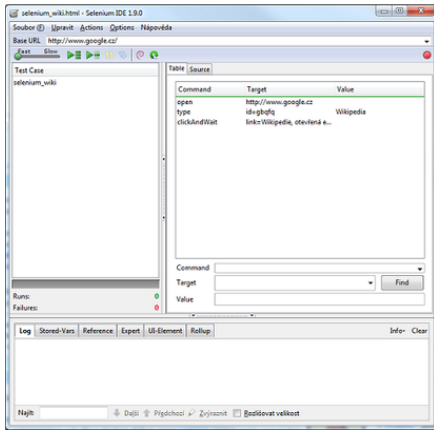 selenium_wiki.html - Selenium IDE 1.9.0
Soubor (F) Upravit Actions Options Nápověda
Base URL http://www.google.cz/
Fast Slow
Test Case
selenium_wiki
Table Source
Command Target Value
open http://www.google.cz
type id=gbqfq Wikipedia
clickAndWait link=Wikipedie, otevřená e...
Command
Target Find
Value
Runs: 0
Failures: 0
Log Stored-Vars Reference Expert UI-Element Rollup Info- Clear
Najít: Další Předchozí Zvýraznit Rozlišovat velikost